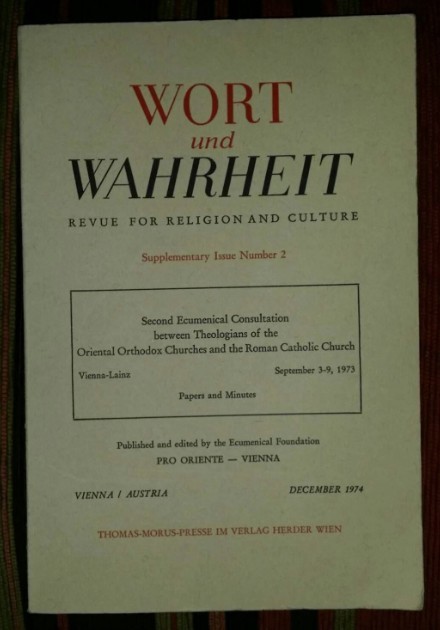 WORT
und
WAHRHEIT
REVUE FOR RELIGION AND CULTURE
Supplementary Issue Number 2
Second Ecumenical Consultation
between Theologians of the
Oriental Orthodox Churches and the Roman Catholic Church
Vienna-Lainz September 3-9, 1973
Papers and Minutes
Published and edited by the Ecumenical Foundation
PRO ORIENTE — VIENNA
VIENNA / AUSTRIA DECEMBER 1974
THOMAS-MORUS-PRESSE IM VERLAG HERDER WIEN